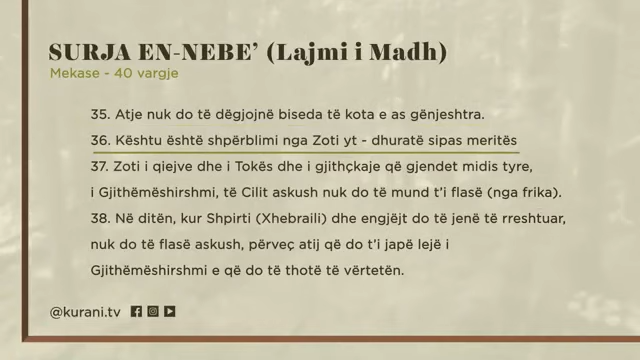 SURJA EN-NEBE’ (Lajmi i Madh)
Mekase - 40 vargje
35. Atje nuk do të dëgjojnë biseda të kota e as gënjeshtra.
36. Kështu është shpërblimi nga Zoti yt - dhuratë sipas meritës
37. Zoti i qiejve dhe i Tokës dhe i gjithçkaje që gjendet midis tyre,
i Gjithëmëshirshmi, të Cilit askush nuk do të mund t’i flasë (nga frika).
38. Në ditën, kur Shpirti (Xhebraili) dhe engjëjt do të jenë të rreshtuar,
nuk do të flasë askush, përveç atij që do t’i japë lejë i
Gjithëmëshirshmi e që do të thotë të vërtetën.
@kurani.tv